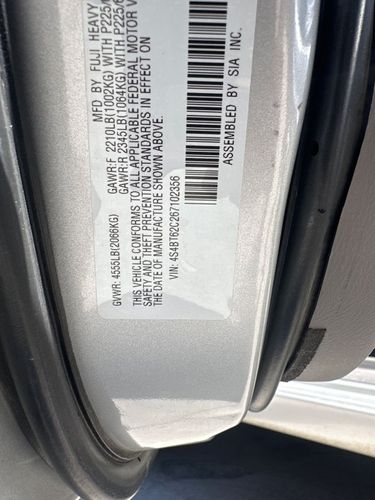 MFD BY FUJI HEAVY
GAWR:F 2210LB(1002KG) WITH P225/
GAWR:R 2345LB(1064KG) WITH P225/
GVWR: 4555LB(2066KG)
THIS VEHICLE CONFORMS TO ALL APPLICABLE FEDERAL MOTOR V
SAFETY AND THEFT PREVENTION STANDARDS IN EFFECT ON
THE DATE OF MANUFACTURE SHOWN ABOVE.
VIN: 4S4BT62C267102356
ASSEMBLED BY SIA INC.